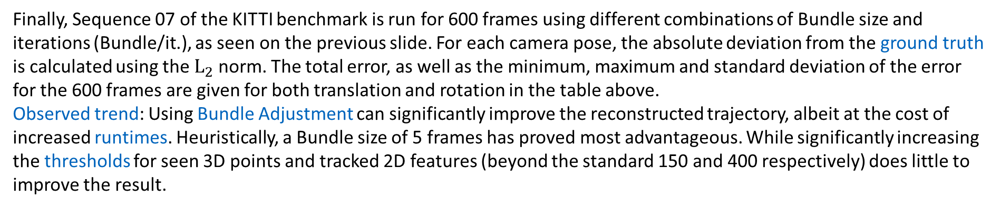 Finally, Sequence 07 of the KITTI benchmark is run for 600 frames using different combinations of Bundle size and
iterations (Bundle/it.), as seen on the previous slide. For each camera pose, the absolute deviation from the ground truth
is calculated using the L₂ norm. The total error, as well as the minimum, maximum and standard deviation of the error
for the 600 frames are given for both translation and rotation in the table above.
Observed trend: Using Bundle Adjustment can significantly improve the reconstructed trajectory, albeit at the cost of
increased runtimes. Heuristically, a Bundle size of 5 frames has proved most advantageous. While significantly increasing
the thresholds for seen 3D points and tracked 2D features (beyond the standard 150 and 400 respectively) does little to
improve the result.